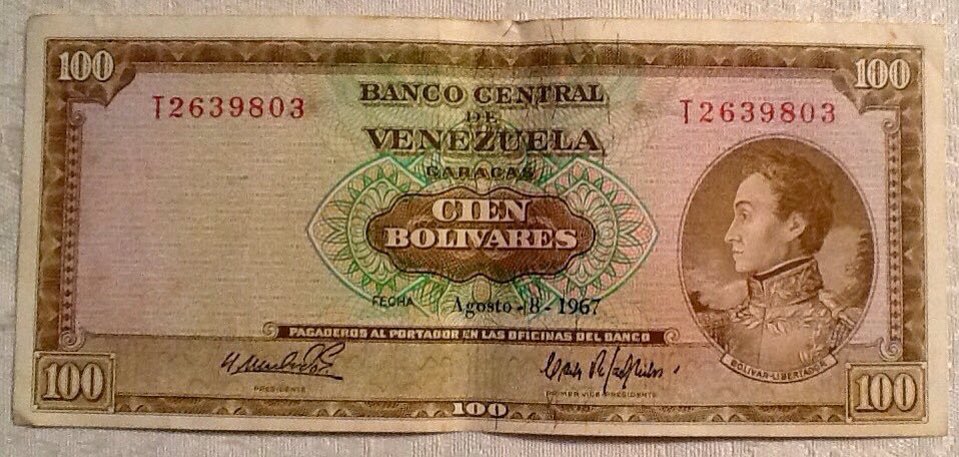 100 100
T2639803 T2639803
BANCO CENTRAL
DE
VENEZUELA
CARACAS
CIEN
BOLIVARES
FECHA Agosto - 8 - 1967
PAGADEROS AL PORTADOR EN LAS OFICINAS DEL BANCO
BOLIVAR-LIBERTADOR
PRESIDENTE PRIMER VICE-PRESIDENTE
100 100 100